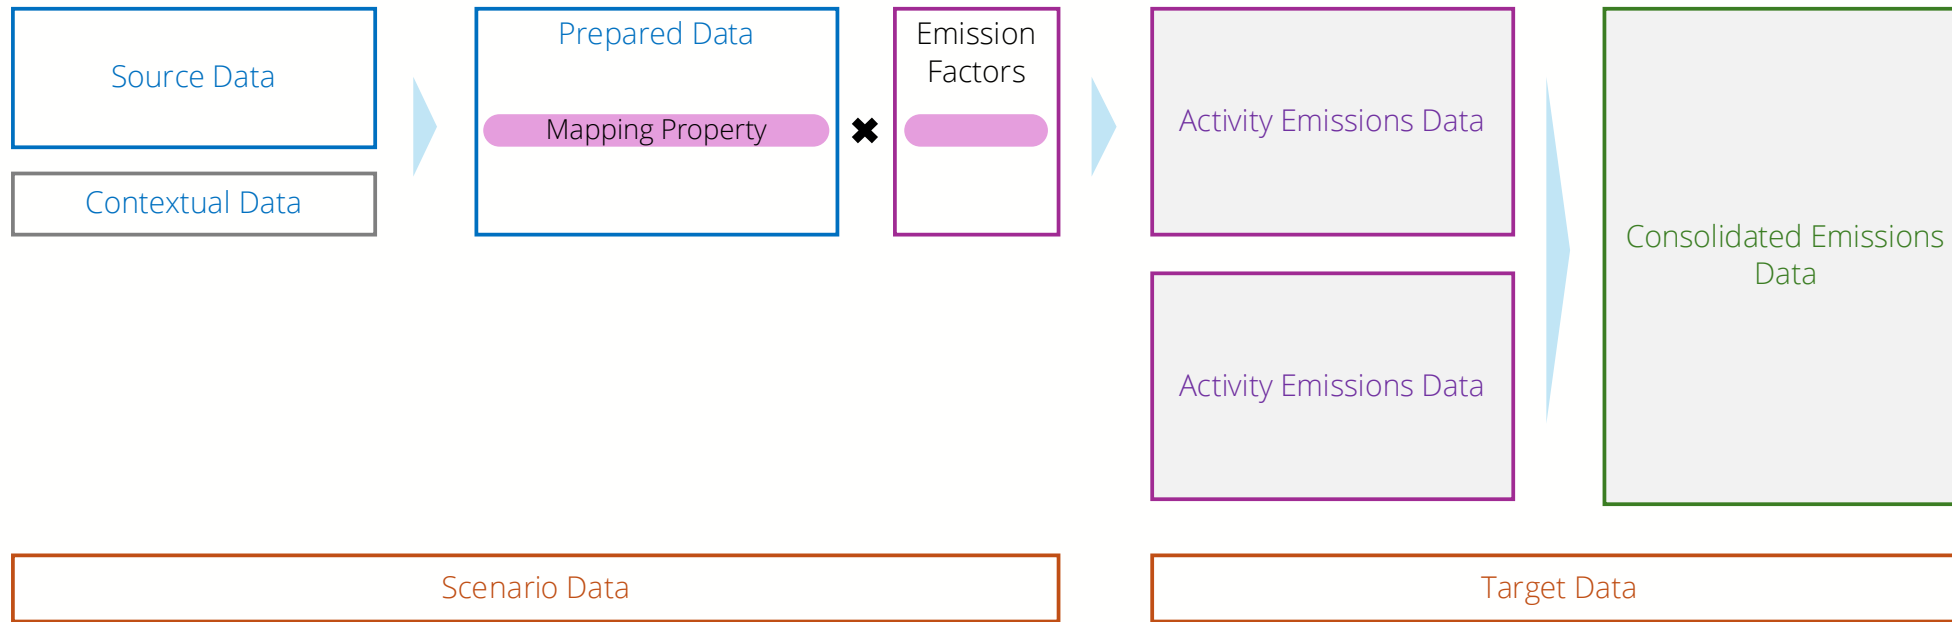 Source Data
Contextual Data
Prepared Data
Mapping Property
Emission
Factors
Activity Emissions Data
Activity Emissions Data
Consolidated Emissions
Data
Scenario Data
Target Data